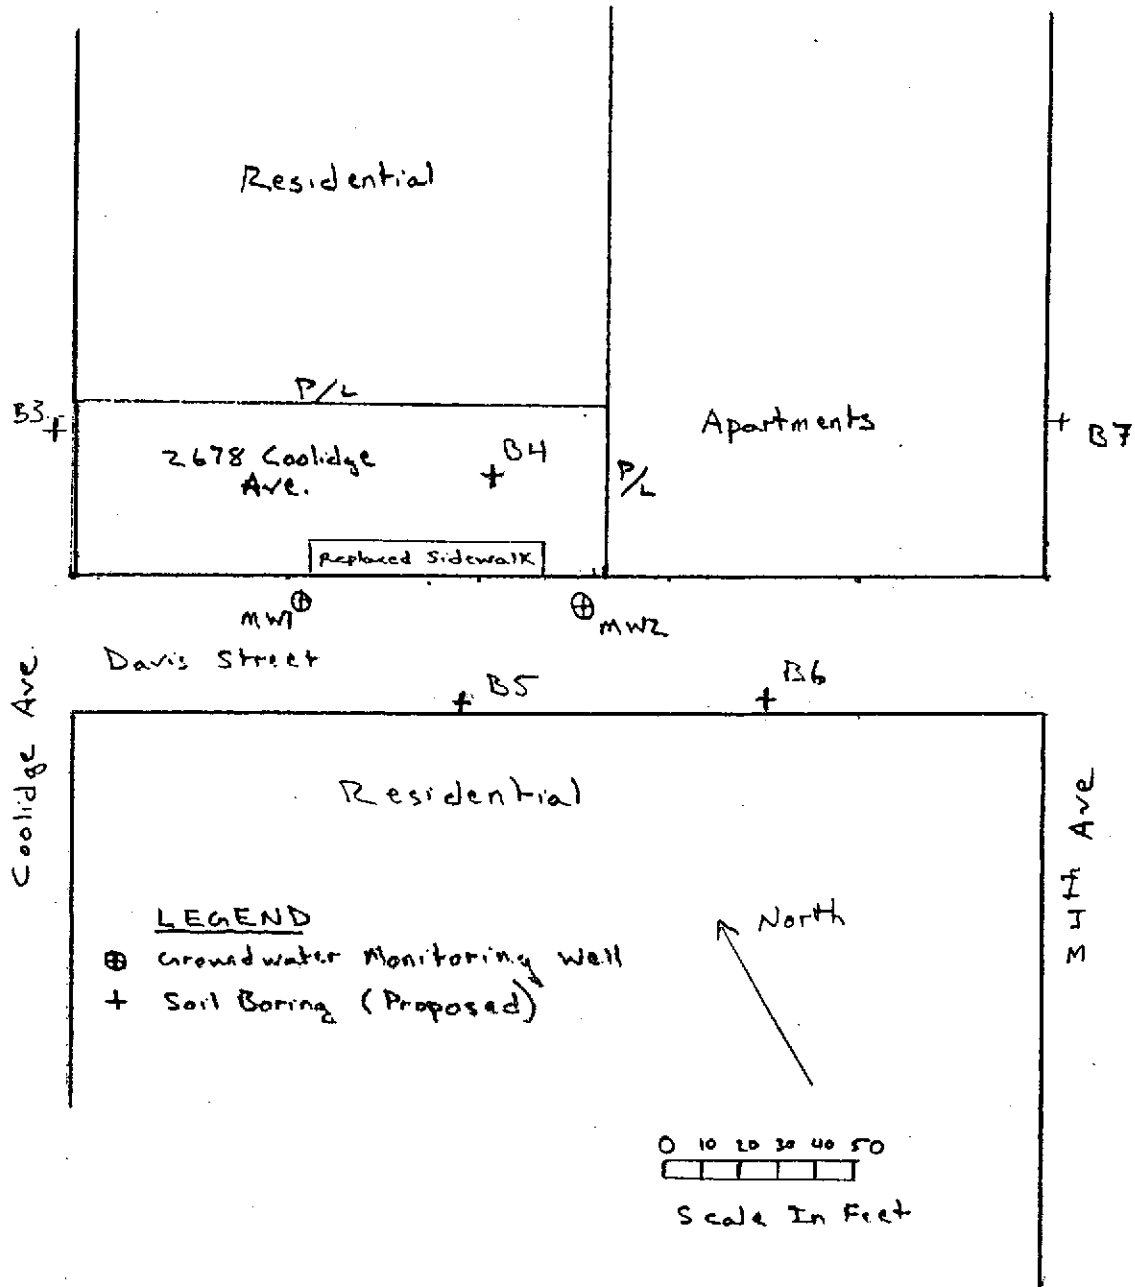 Residential
P/L
B3
2678 Coolidge
Ave.
B4
P/L
Apartments
B7
Replaced Sidewalk
MW1
MW2
Davis Street
B5
B6
Coolidge Ave.
Residential
LEGEND
Groundwater Monitoring Well
Soil Boring (Proposed)
North
0 10 20 30 40 50
Scale In Feet